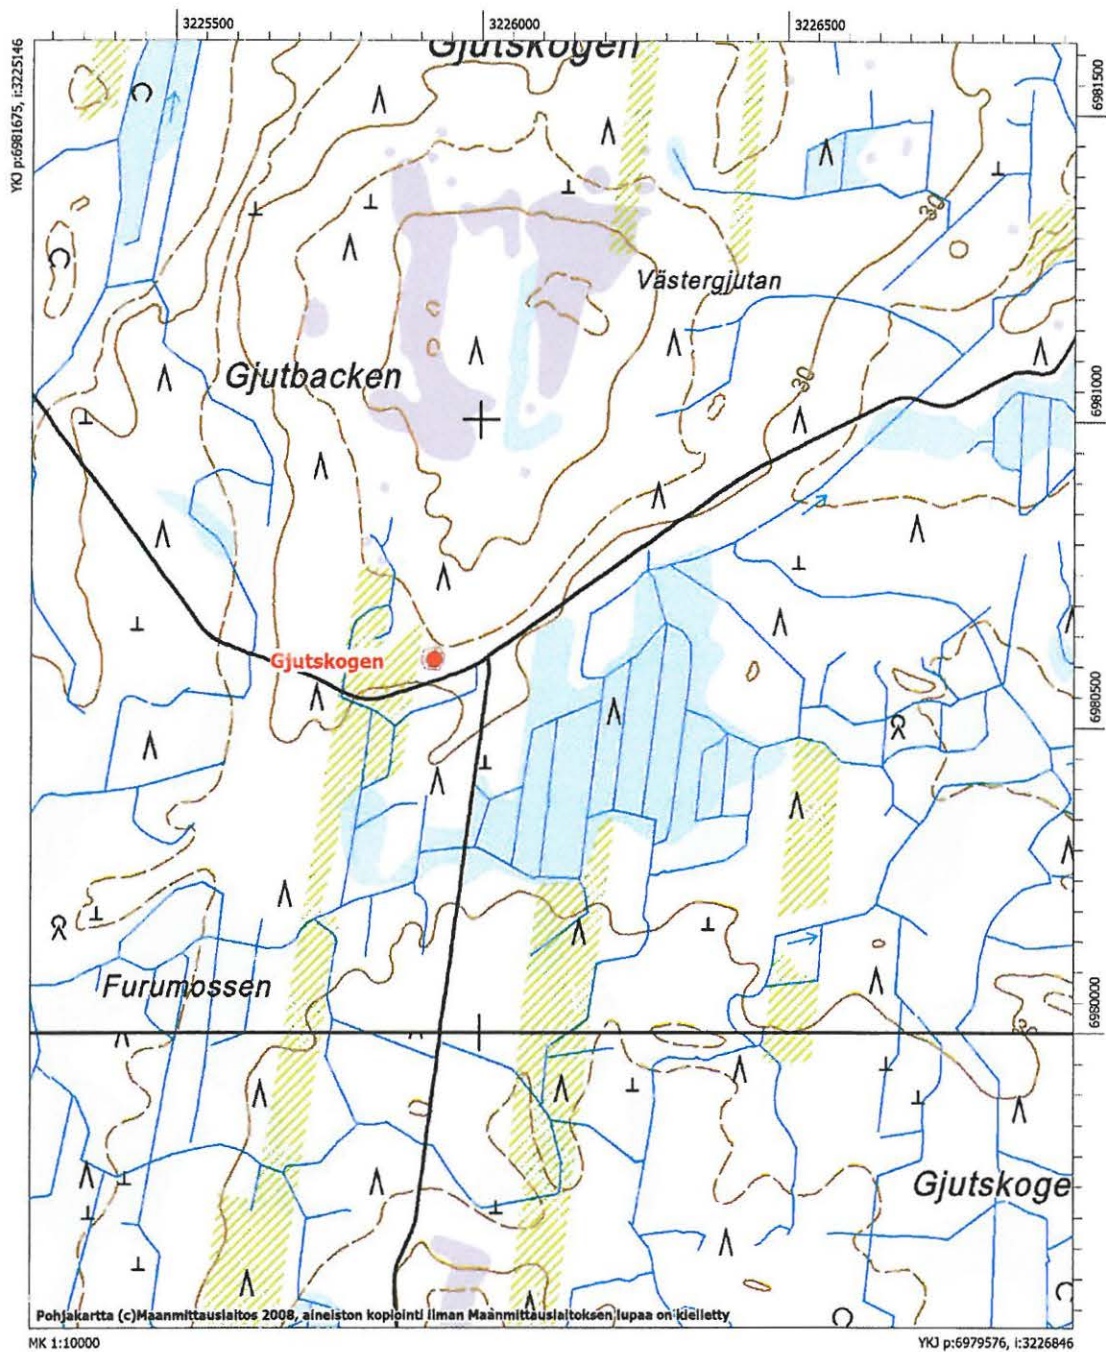 3225500 3226000 3226500
YKJ p:6981675, i:3225146
Gjutskogen
6981500
30
Västergjutan
Gjutbacken
30
6981000
Gjutskogen
6980500
Furumossen
6980000
Gjutskoge
Pohjakartta (c)Maanmittauslaitos 2008, aineiston kopiointi ilman Maanmittauslaitoksen lupaa on kielletty
MK 1:10000
YKJ p:6979576, i:3226846